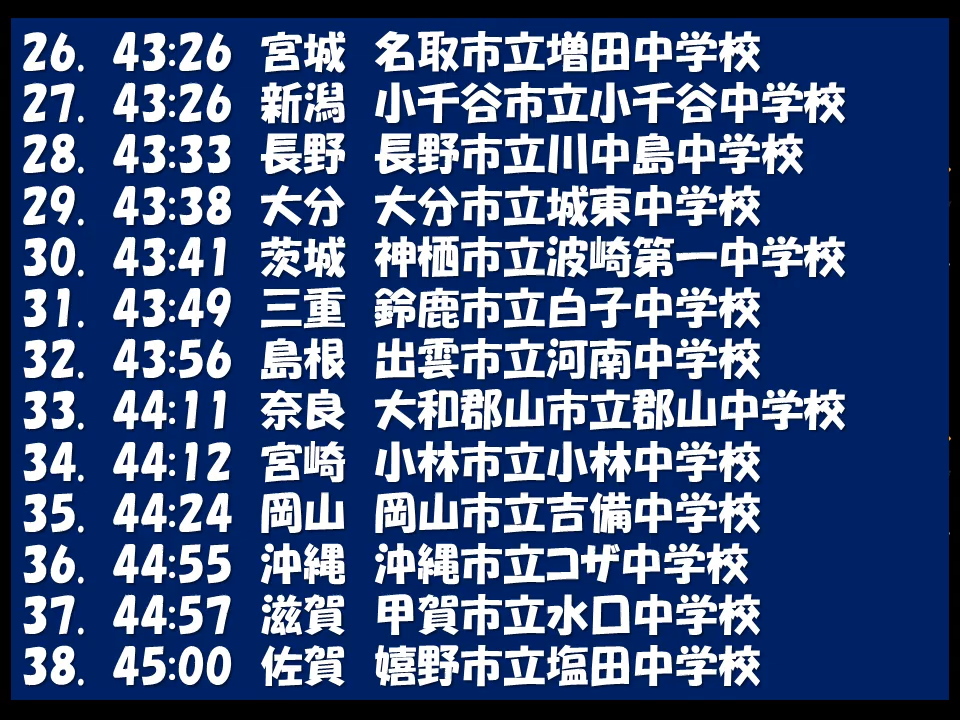 26. 43:26 宮城 名取市立増田中学校
27. 43:26 新潟 小千谷市立小千谷中学校
28. 43:33 長野 長野市立川中島中学校
29. 43:38 大分 大分市立城東中学校
30. 43:41 茨城 神栖市立波崎第一中学校
31. 43:49 三重 鈴鹿市立白子中学校
32. 43:56 島根 出雲市立河南中学校
33. 44:11 奈良 大和郡山市立郡山中学校
34. 44:12 宮崎 小林市立小林中学校
35. 44:24 岡山 岡山市立吉備中学校
36. 44:55 沖縄 沖縄市立コザ中学校
37. 44:57 滋賀 甲賀市立水口中学校
38. 45:00 佐賀 嬉野市立塩田中学校